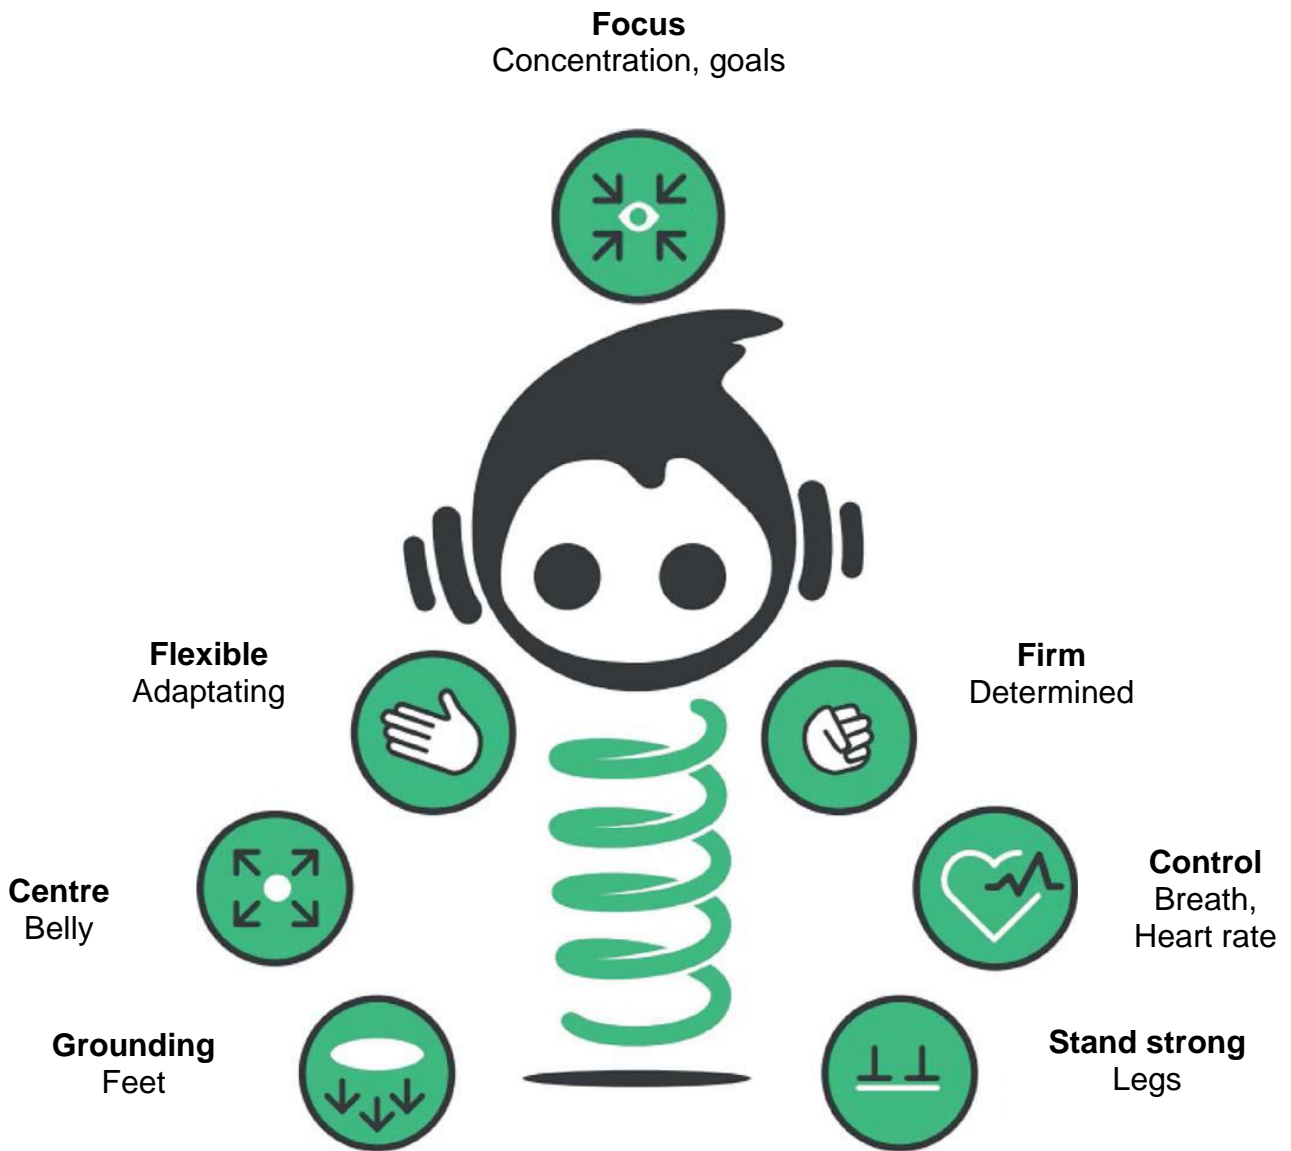 Focus
Concentration, goals
Flexible
Adaptating
Firm
Determined
Centre
Belly
Control
Breath,
Heart rate
Grounding
Feet
Stand strong
Legs